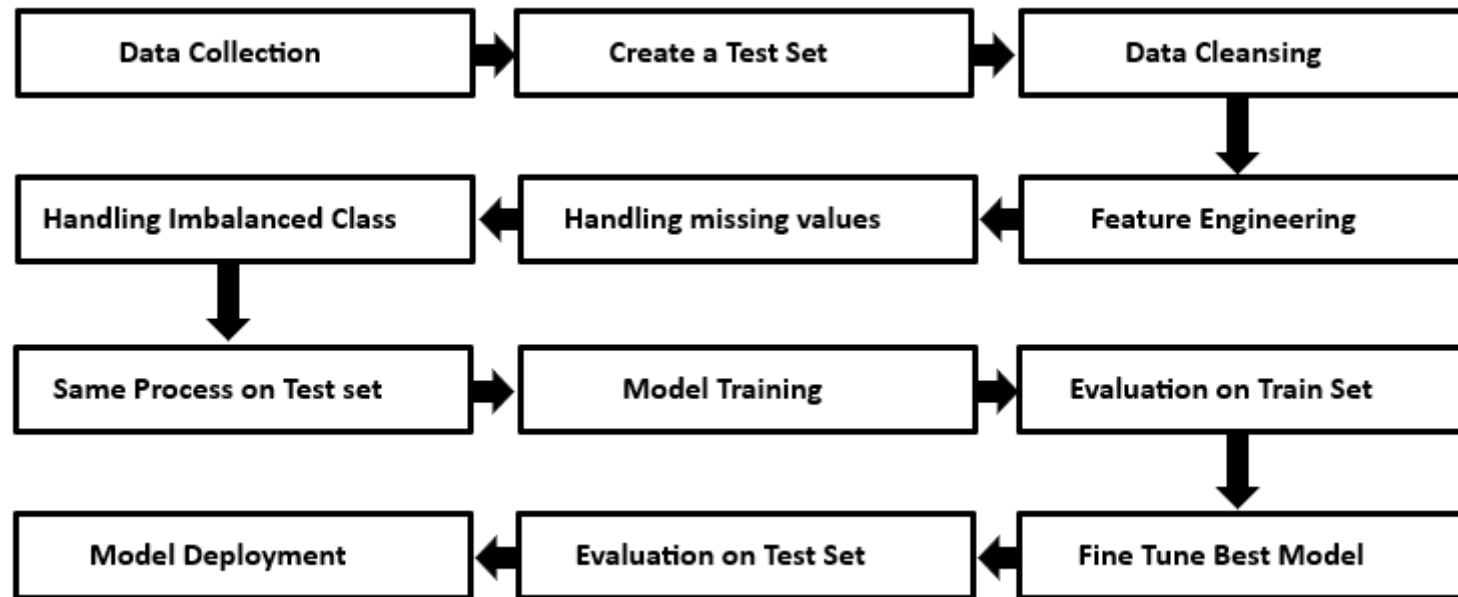 Data Collection
Create a Test Set
Data Cleansing
Feature Engineering
Handling missing values
Handling Imbalanced Class
Same Process on Test set
Model Training
Evaluation on Train Set
Fine Tune Best Model
Evaluation on Test Set
Model Deployment